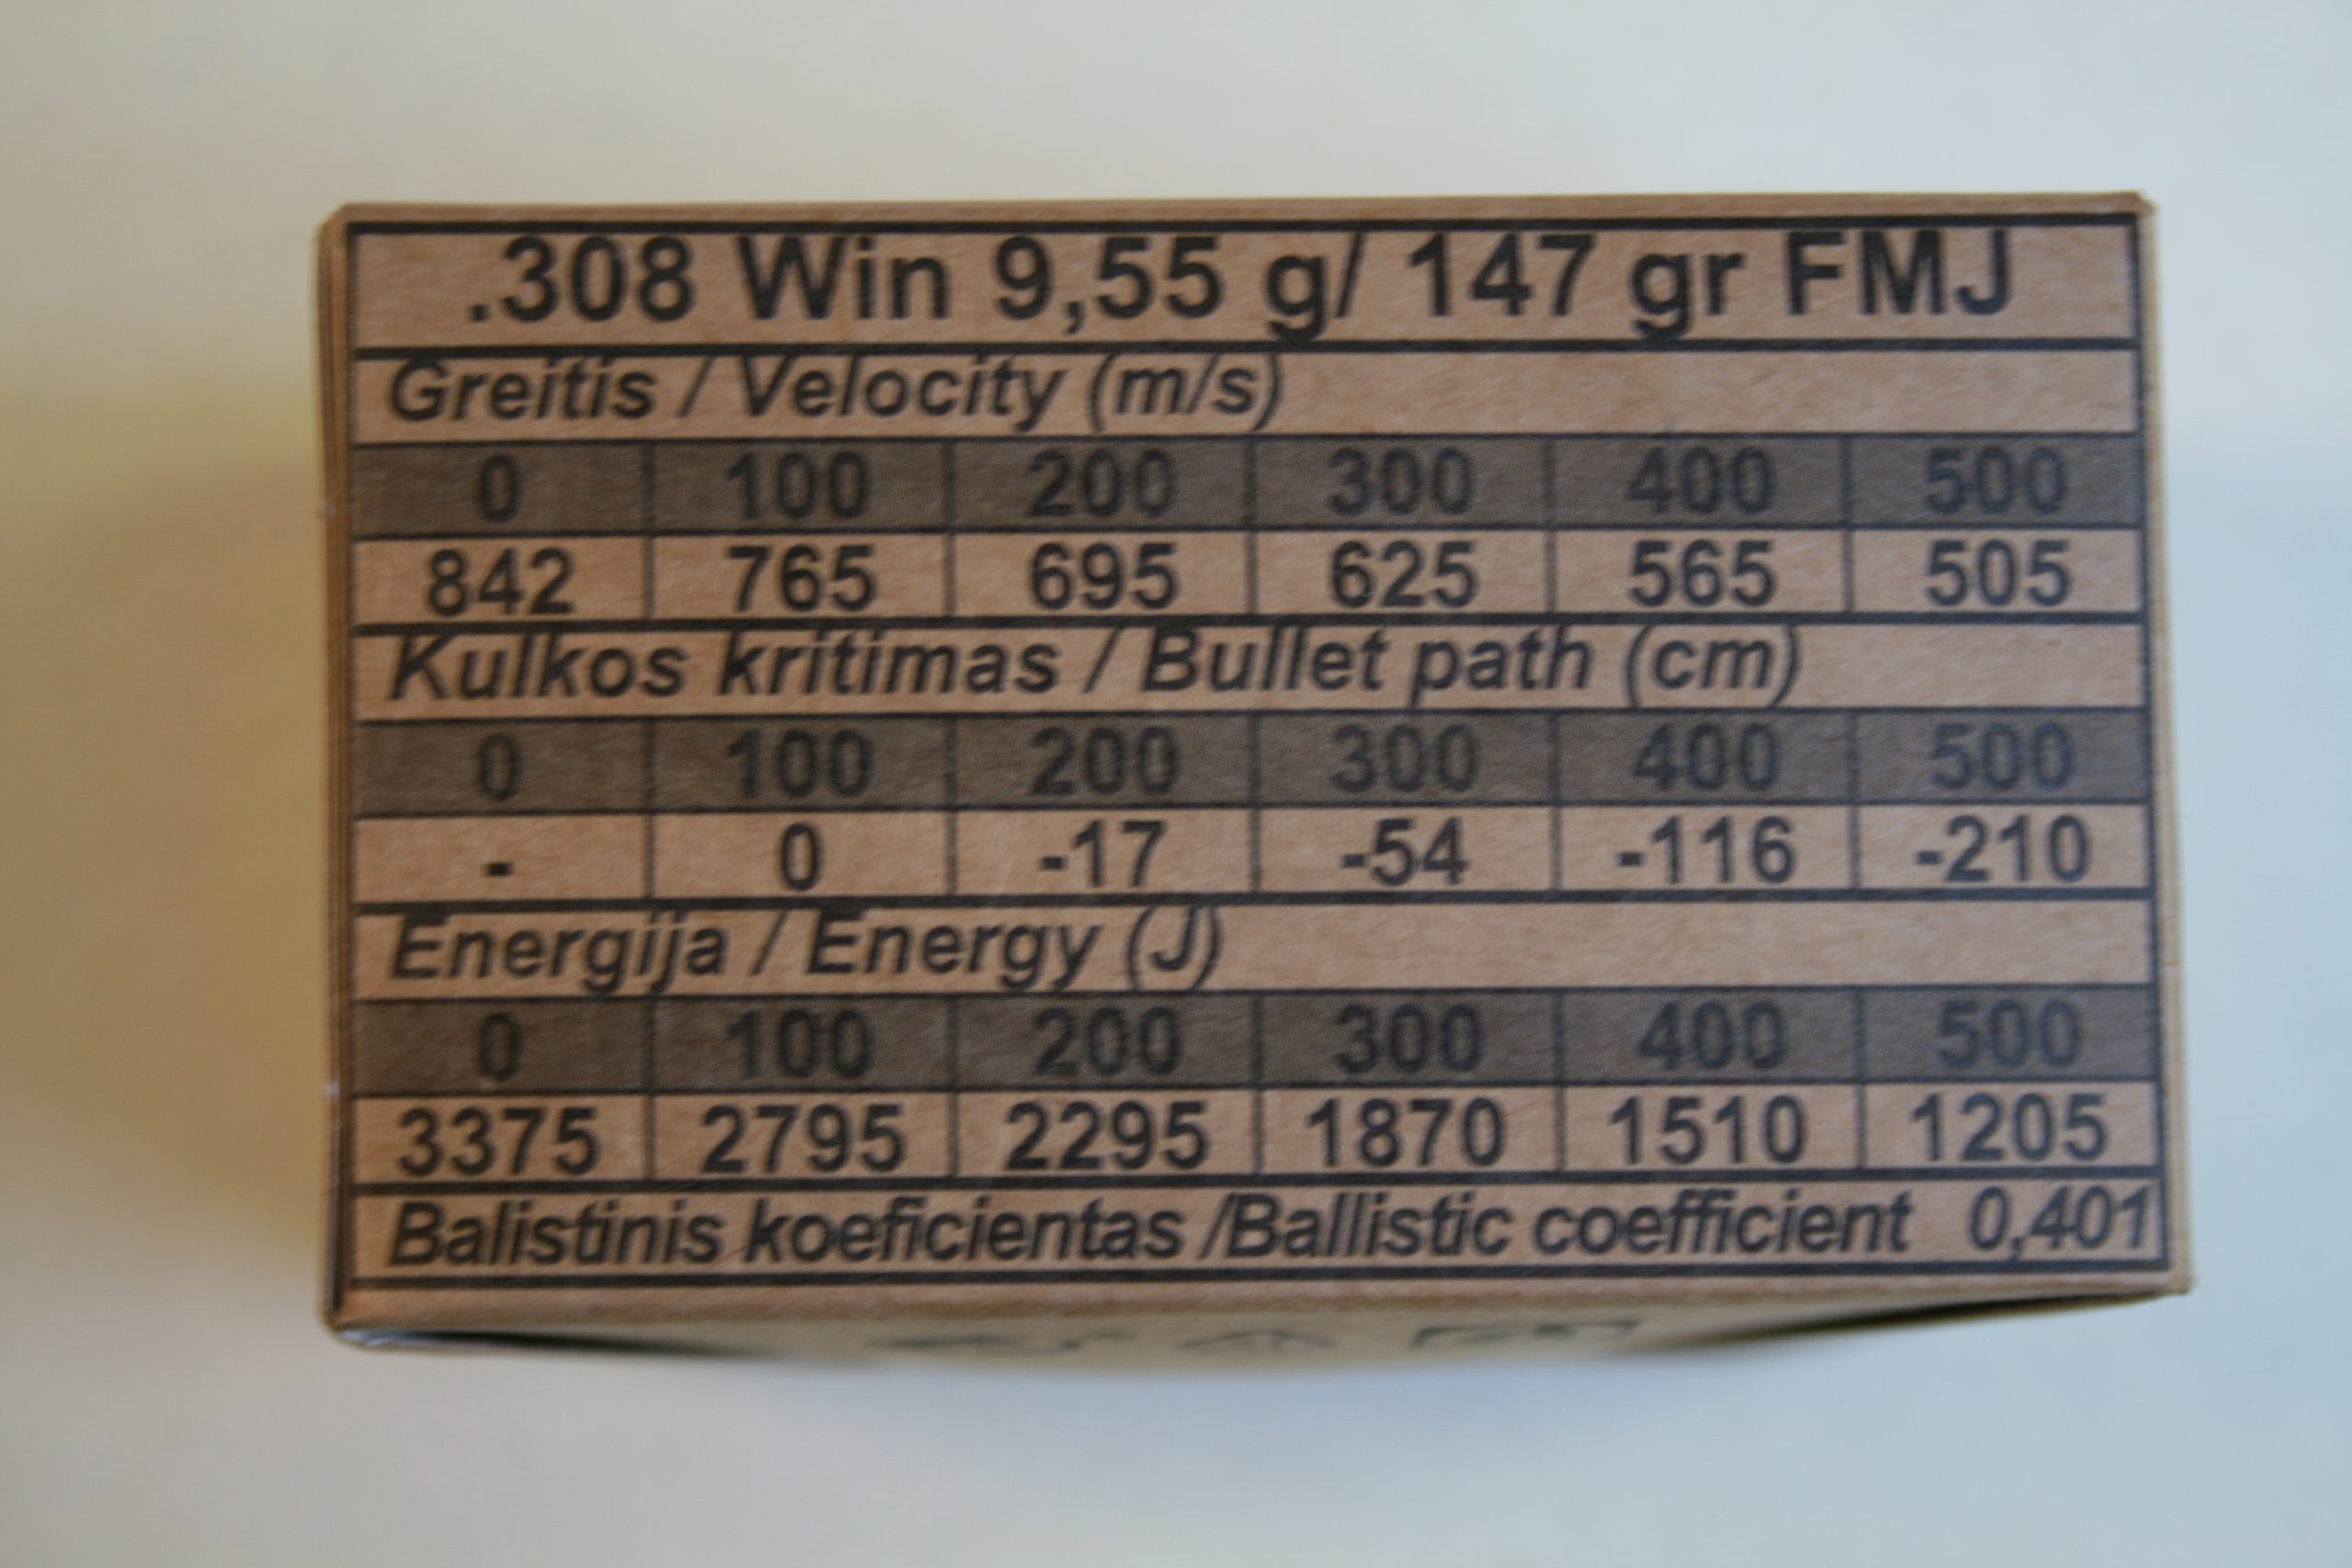 .308 Win 9,55 g/ 147 gr FMJ
Greitis / Velocity (m/s)
0 100 200 300 400 500
842 765 695 625 565 505
Kulkos kritimas / Bullet path (cm)
0 100 200 300 400 500
- 0 -17 -54 -116 -210
Energija / Energy (J)
0 100 200 300 400 500
3375 2795 2295 1870 1510 1205
Balistinis koeficientas /Ballistic coefficient 0,401